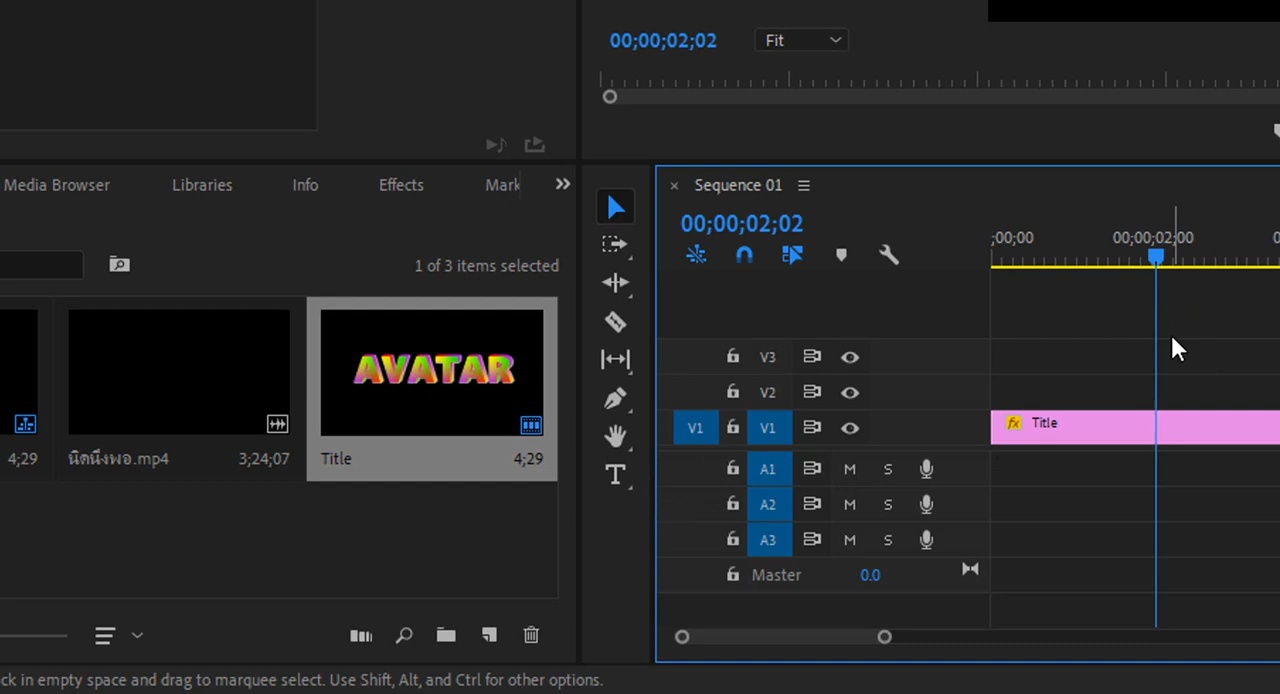 00;00;02;02
Fit
Media Browser
Libraries
Info
Effects
Mark
1 of 3 items selected
AVATAR
4;29
นิดนึงพอ.mp4
3;24;07
Title
4;29
Sequence 01
00;00;02;02
;00;00
00;00;02;00
0
V3
V2
V1
V1
fx
Title
A1
M
S
A2
M
S
A3
M
S
Master
0.0
T
ck in empty space and drag to marquee select. Use Shift, Alt, and Ctrl for other options.